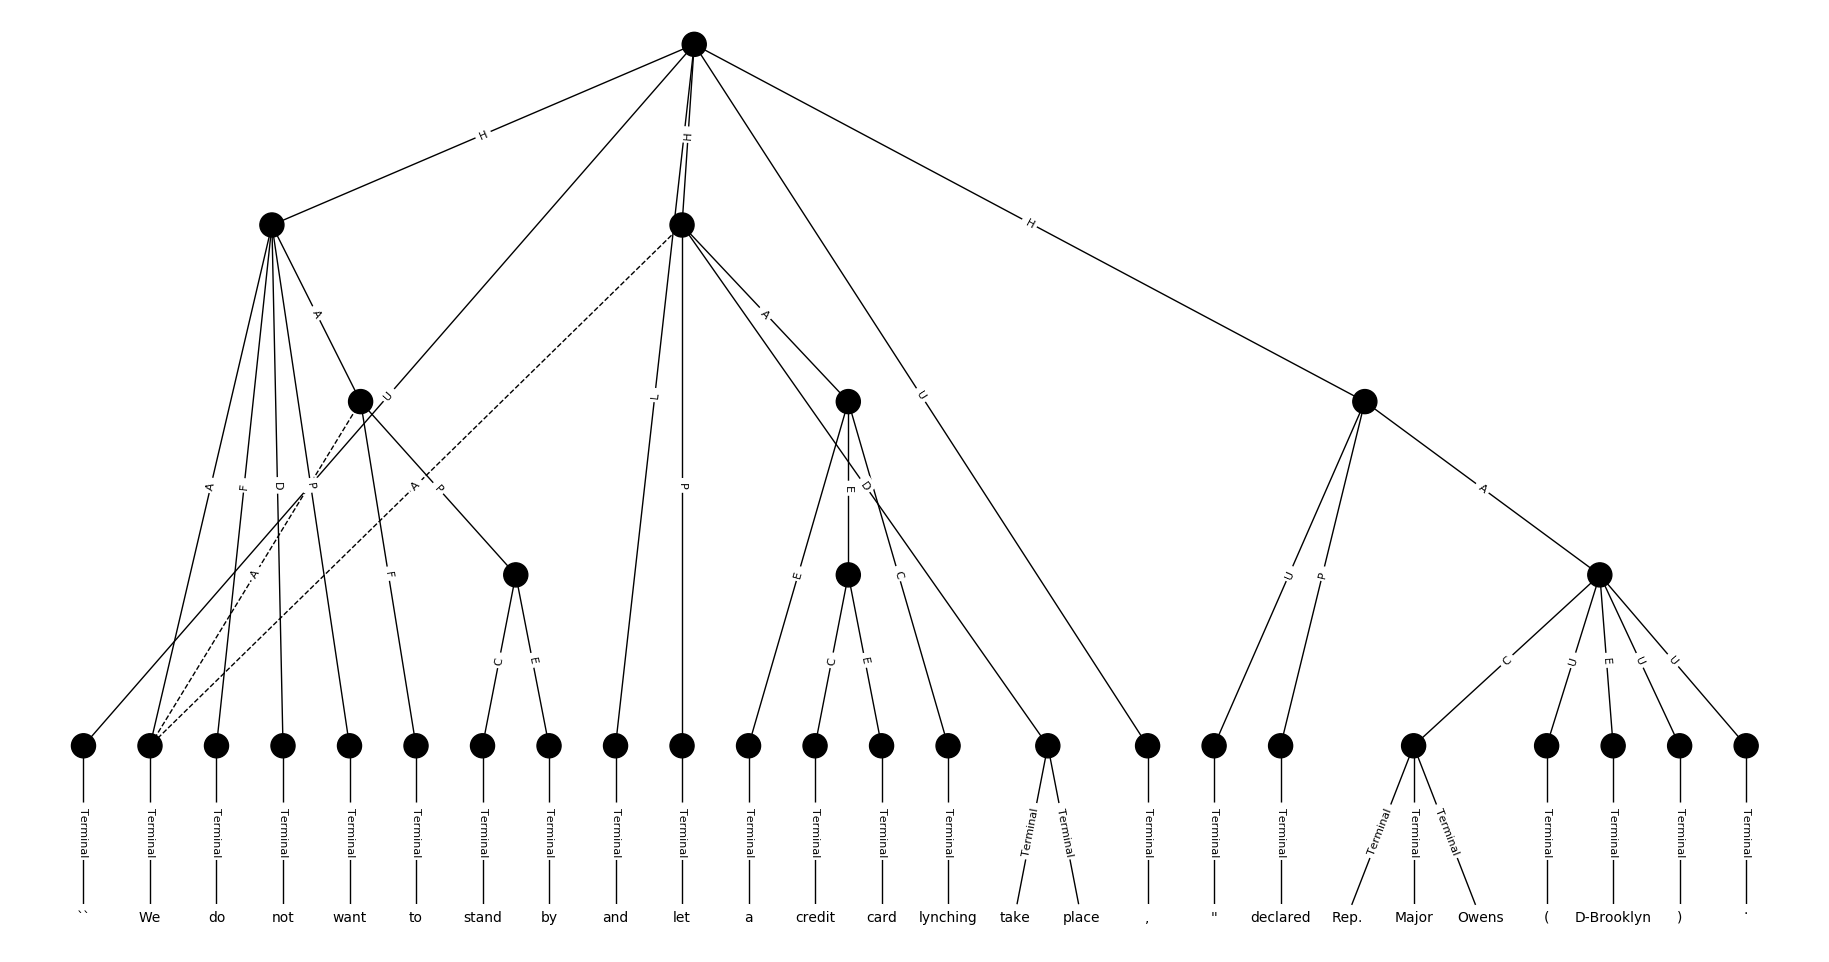 H H H
A U A L A U
A F D P A P P E D C U P A
A F E C
C E C E C U E U U
Terminal Terminal Terminal Terminal Terminal Terminal Terminal Terminal Terminal Terminal Terminal Terminal Terminal Terminal Terminal Terminal Terminal Terminal Terminal Terminal Terminal Terminal Terminal Terminal Terminal Terminal
`` We do not want to stand by and let a credit card lynching take place , " declared Rep. Major Owens ( D-Brooklyn ) .